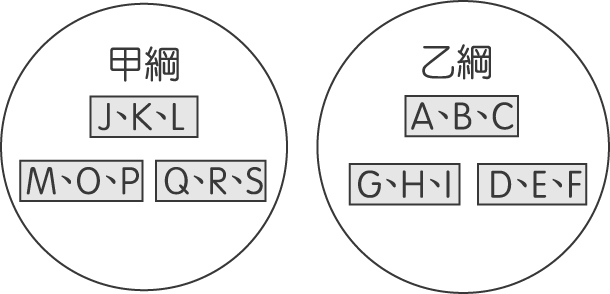 甲綱
J、K、L
M、O、P
Q、R、S
乙綱
A、B、C
G、H、I
D、E、F